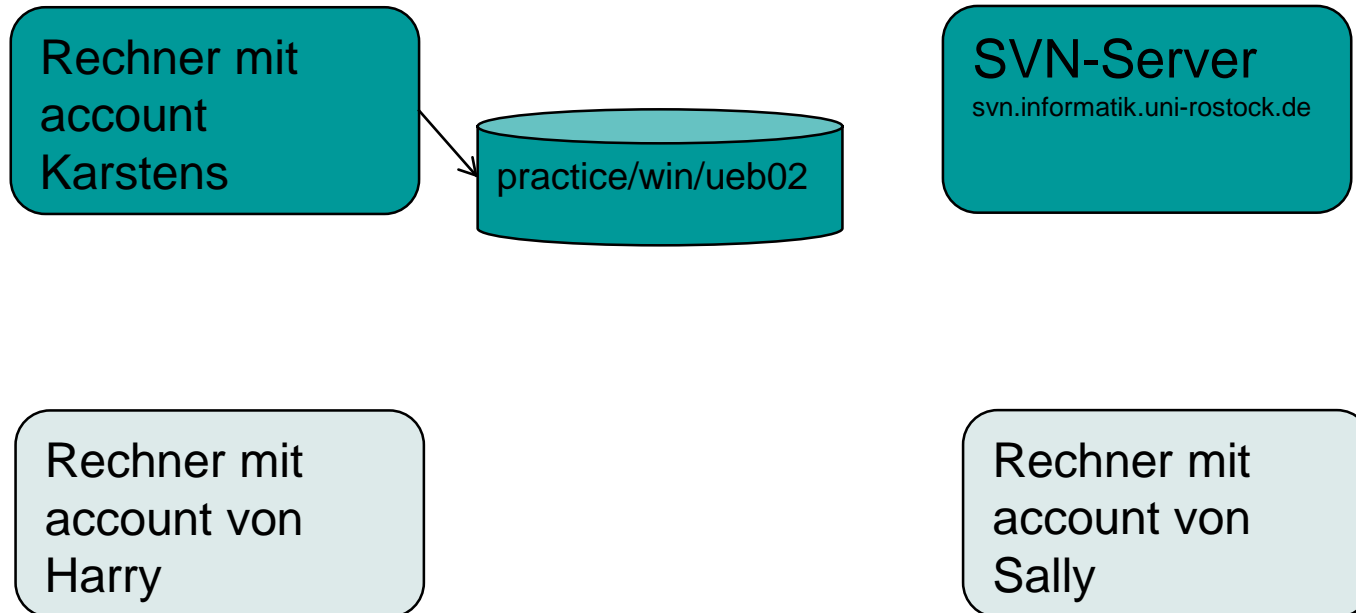 Rechner mit
account
Karstens
practice/win/ueb02
SVN-Server
svn.informatik.uni-rostock.de
Rechner mit
account von
Harry
Rechner mit
account von
Sally